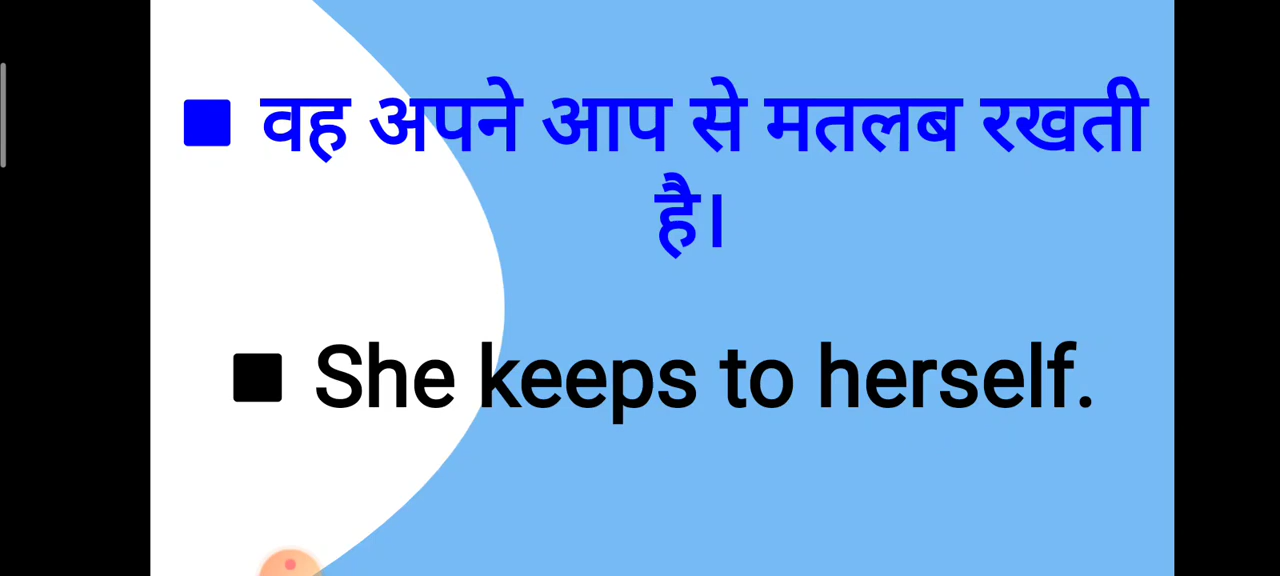 ■ वह अपने आप से मतलब रखती
है।
■ She keeps to herself.